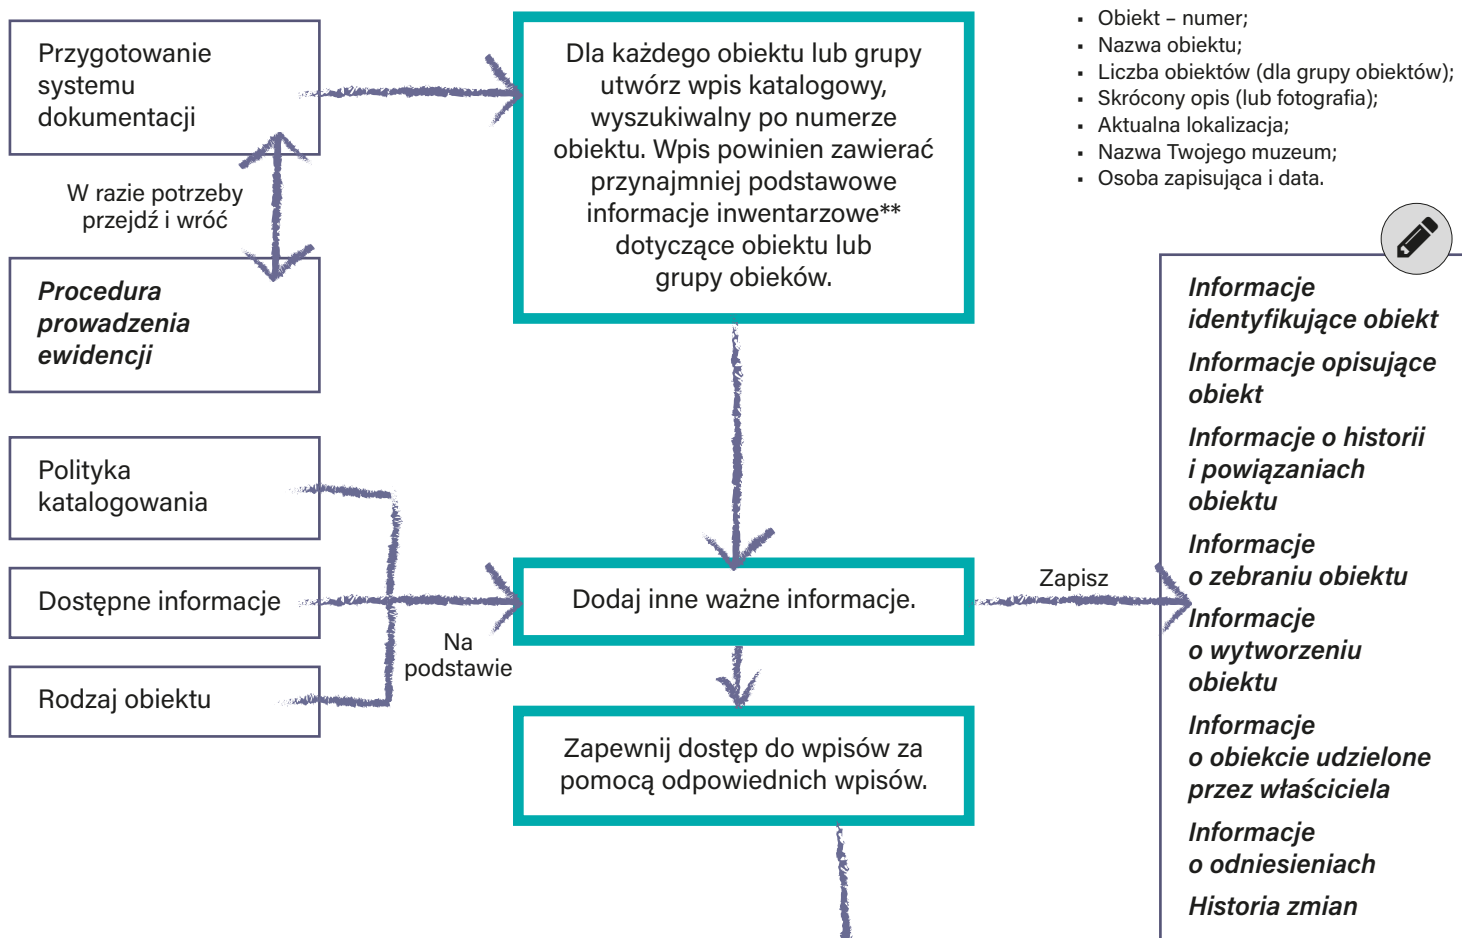 Przygotowanie
systemu
dokumentacji
W razie potrzeby
przejdź i wróć
Procedura
prowadzenia
ewidencji
Dla każdego obiektu lub grupy
utwórz wpis katalogowy,
wyszukiwalny po numerze
obiektu. Wpis powinien zawierać
przynajmniej podstawowe
informacje inwentarzowe**
dotyczące obiektu lub
grupy obieków.
▪ Obiekt – numer;
▪ Nazwa obiektu;
▪ Liczba obiektów (dla grupy obiektów);
▪ Skrócony opis (lub fotografia);
▪ Aktualna lokalizacja;
▪ Nazwa Twojego muzeum;
▪ Osoba zapisująca i data.
Polityka
katalogowania
Dostępne informacje
Rodzaj obiektu
Na
podstawie
Dodaj inne ważne informacje.
Zapisz
Zapewnij dostęp do wpisów za
pomocą odpowiednich wpisów.
Informacje
identyfikujące obiekt
Informacje opisujące
obiekt
Informacje o historii
i powiązaniach
obiektu
Informacje
o zebraniu obiektu
Informacje
o wytworzeniu
obiektu
Informacje
o obiekcie udzielone
przez właściciela
Informacje
o odniesieniach
Historia zmian